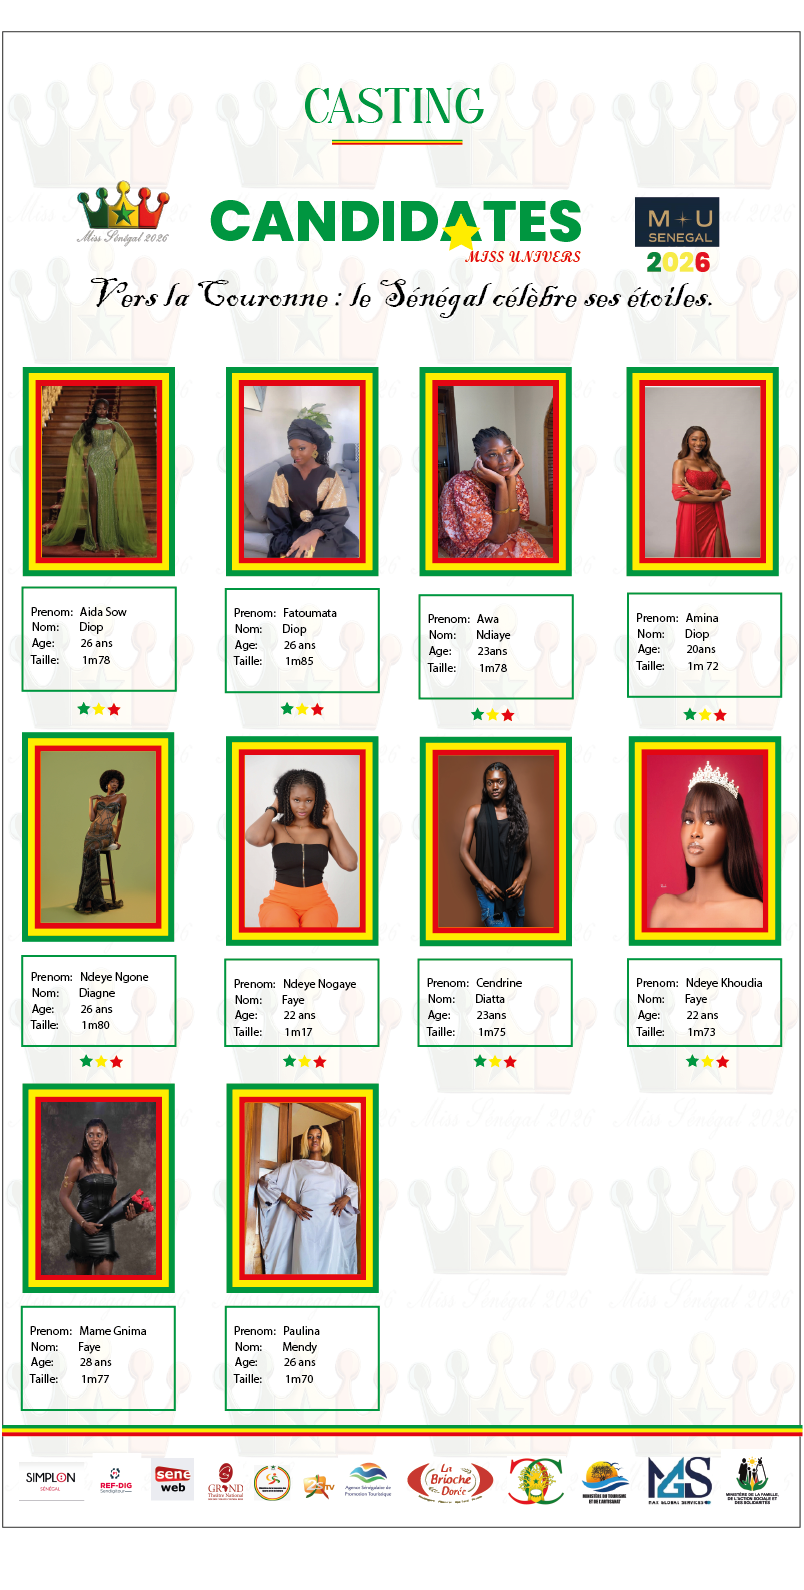 CASTING
Miss Sénégal 2026
CANDIDATES
MISS UNIVERS
M U
SENEGAL
2026
Vers la Couronne : le Sénégal célèbre ses étoiles.
Prenom: Aida Sow
Nom: Diop
Age: 26 ans
Taille: 1m78
Prenom: Fatoumata
Nom: Diop
Age: 26 ans
Taille: 1m85
Prenom: Awa
Nom: Ndiaye
Age: 23ans
Taille: 1m78
Prenom: Amina
Nom: Diop
Age: 20ans
Taille: 1m 72
Prenom: Ndeye Ngone
Nom: Diagne
Age: 26 ans
Taille: 1m80
Prenom: Ndeye Nogaye
Nom: Faye
Age: 22 ans
Taille: 1m17
Prenom: Cendrine
Nom: Diatta
Age: 23ans
Taille: 1m75
Prenom: Ndeye Khoudia
Nom: Faye
Age: 22 ans
Taille: 1m73
Prenom: Mame Gnima
Nom: Faye
Age: 28 ans
Taille: 1m77
Prenom: Paulina
Nom: Mendy
Age: 26 ans
Taille: 1m70
SIMPLON
SÉNÉGAL
REF-DIG
sene
web
GRAND
Théâtre National
TV
Agence Sénégalaise de
Promotion Touristique
La
Brioche
Dorée
MINISTÈRE DU TOURISME
ET DE L'ARTISANAT
MGS
GLOBAL SERVICES
MINISTÈRE DE LA FAMILLE,
DE L'ACTION SOCIALE ET
DES SOLIDARITÉS